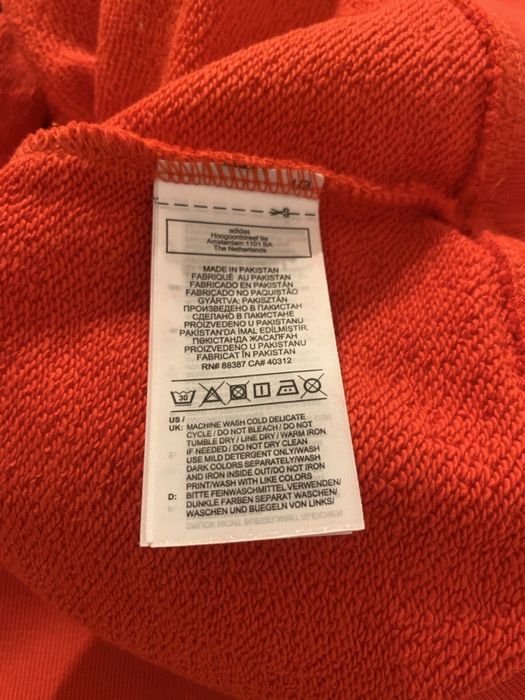 1/3
adidas
Hoogoorddreef 9a
Amsterdam 1101 BA
The Netherlands
MADE IN PAKISTAN
FABRIQUÉ AU PAKISTAN
FABRICADO EN PAKISTÁN
FABRICADO NO PAQUISTÃO
GYÁRTVA: PAKISZTÁN
ПРОИЗВЕДЕНО В ПАКИСТАН
СДЕЛАНО В ПАКИСТАНЕ
PROIZVEDENO U PAKISTANU
PAKİSTAN'DA İMAL EDİLMİŞTİR.
ПӘКІСТАНДА ЖАСАЛҒАН
PROIZVEDENO U PAKISTANU
FABRICAT ÎN PAKISTAN
RN# 88387 CA# 40312
30
US /
UK: MACHINE WASH COLD DELICATE
CYCLE / DO NOT BLEACH / DO NOT
TUMBLE DRY / LINE DRY / WARM IRON
IF NEEDED / DO NOT DRY CLEAN
USE MILD DETERGENT ONLY/WASH
DARK COLORS SEPARATELY/WASH
AND IRON INSIDE OUT/DO NOT IRON
PRINT/WASH WITH LIKE COLORS
D: BITTE FEINWASCHMITTEL VERWENDEN/
DUNKLE FARBEN SEPARAT WASCHEN/
WASCHEN UND BUEGELN VON LINKS/